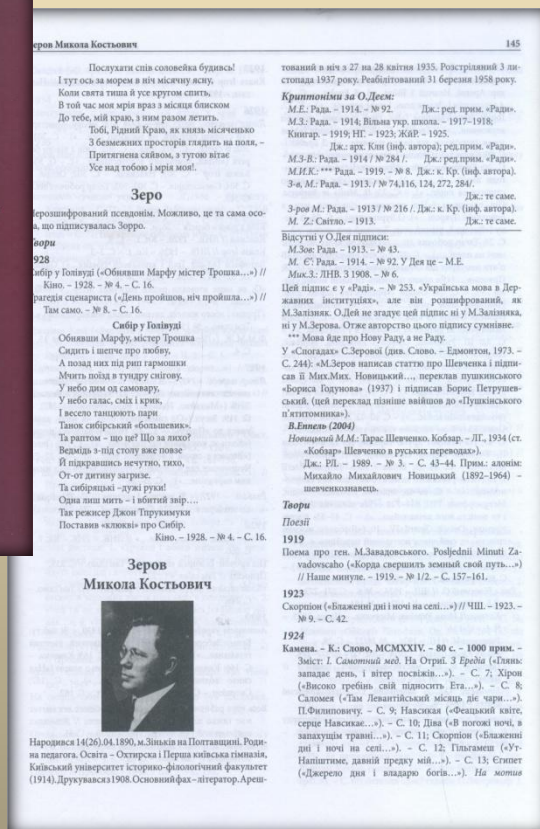 еров Микола Костьович 145
Послухати спів соловейка будивсь!
І тут ось за морем в ніч місячну ясну,
Коли свята тиша й усе кругом спить,
В той час моя мрія враз з місяця блиском
До тебе, мій краю, з ним разом летить.
Тобі, Рідний Краю, як князь місяченько
З безмежних просторів глядить на поля, –
Притягнена сяйвом, з тугою вітає
Усе над тобою і мрія моя!.
Зеро
Нерозшифрований псевдонім. Можливо, це та сама осо-
ба, що підписувалась Зорро.
Твори
1928
Сибір у Голівуді («Обнявши Марфу містер Трошка…») //
Кіно. – 1928. – № 4. – С. 16.
Трагедія сценариста («День пройшов, ніч пройшла…») //
Там само. – № 8. – С. 16.
Сибір у Голівуді
Обнявши Марфу, містер Трошка
Сидить і шепче про любву,
А позад них під рип гармошки
Мчить поїзд в тундру снігову.
У небо дим од самовару,
У небо галас, сміх і крик,
І весело танцюють пари
Танок сибірський «большевик».
Та раптом – що це? Що за лихо?
Ведмідь з-під столу вже повзе
Й підкравшись нечутно, тихо,
От-от дитину загризе.
Та сибіряцькі –дужі руки!
Одна лиш мить – і вбитий звір….
Так режисер Джон Тпрукимуки
Поставив «клюкві» про Сибір.
Кіно. – 1928. – № 4. – С. 16.
Зеров
Микола Костьович
Народився 14(26).04.1890, м.Зіньків на Полтавщині. Роди-
на педагога. Освіта – Охтирска і Перша київська гімназія,
Київський університет історико-філологічний факультет
(1914). Друкувався з 1908. Основний фах – літератор. Ареш-
тований в ніч з 27 на 28 квітня 1935. Розстріляний 3 ли-
стопада 1937 року. Реабілітований 31 березня 1958 року.
Криптоніми за О.Деєм:
М.Е.: Рада. – 1914. – № 92. Дж.: ред. прим. «Ради».
М.З.: Рада. – 1914; Вільна укр. школа. – 1917–1918;
Книгар. – 1919; НГ. – 1923; ЖйР. – 1925.
Дж.: арх. Клн (інф. автора); ред.прим. «Ради».
М.З-В.: Рада. – 1914 / № 284 /. Дж.: ред.прим. «Ради».
М.И.К.: *** Рада. – 1919. – № 8. Дж.: к. Кр. (інф. автора).
З-в, М.: Рада. – 1913. / № 74,116, 124, 272, 284/.
Дж.: те саме.
З-ров М.: Рада. – 1913 / № 216 /. Дж.: к. Кр. (інф. автора).
М. Z.: Світло. – 1913. Дж.: те саме.
Відсутні у О.Дея підписи:
М.Зов: Рада. – 1913. – № 43.
М. Є': Рада. – 1914. – № 92. У Дея це – М.Е.
Мик.З.: ЛНВ. З 1908. – № 6.
Цей підпис є у «Раді». – № 253. «Українська мова в Дер-
жавних інституціях», але він розшифрований, як
М.Залізняк. О.Дей не згадує цей підпис ні у М.Залізняка,
ні у М.Зерова. Отже авторство цього підпису сумнівне.
*** Мова йде про Нову Раду, а не Раду.
У «Спогадах» С.Зерової (див. Слово. – Едмонтон, 1973. –
С. 244): «М.Зеров написав статтю про Шевченка і підпи-
сав її Мих.Мих. Новицький…, переклав пушкинського
«Бориса Годунова» (1937) і підписав Борис Петрушев-
ський. (цей переклад пізніше ввійшов до «Пушкінського
п'ятитомника»).
В.Еппель (2004)
Новицький М.М.: Тарас Шевченко. Кобзар. – ЛГ., 1934 (ст.
«Кобзар» Шевченко в руских переводах»).
Дж.: РЛ. – 1989. – № 3. – С. 43–44. Прим.: алонім:
Михайло Михайлович Новицький (1892–1964) –
шевченкознавець.
Твори
Поезії
1919
Поема про ген. М.Завадовського. Posljednii Minuti Za-
vadovscaho («Корда свершилъ земный свой путь…»)
// Наше минуле. – 1919. – № 1/2. – С. 157–161.
1923
Скорпіон («Блаженні дні і ночі на селі…») // ЧШ. – 1923. –
№ 9. – С. 42.
1924
Камена. – К.: Слово, MCMXXIV. – 80 с. – 1000 прим. –
Зміст: І. Самотний мед. На Отриї. З Ередіа («Глянь:
западає день, і вітер посвіжів…»). – С. 7; Хірон
(«Високо гребінь свій підносить Ета…»). – С. 8;
Саломея («Там Левантійський місяць діє чари…»).
П.Филиповичу. – С. 9; Навсикая («Феацький квіте,
серце Навсикає…»). – С. 10; Діва («В погожі ночі, в
запахущім травні…»). – С. 11; Скорпіон («Блаженні
дні і ночі на селі…»). – С. 12; Гільгамеш («Ут-
Напіштиме, давній предку мій…»). – С. 13; Єгипет
(«Джерело дня і владарю богів…»). На мотив